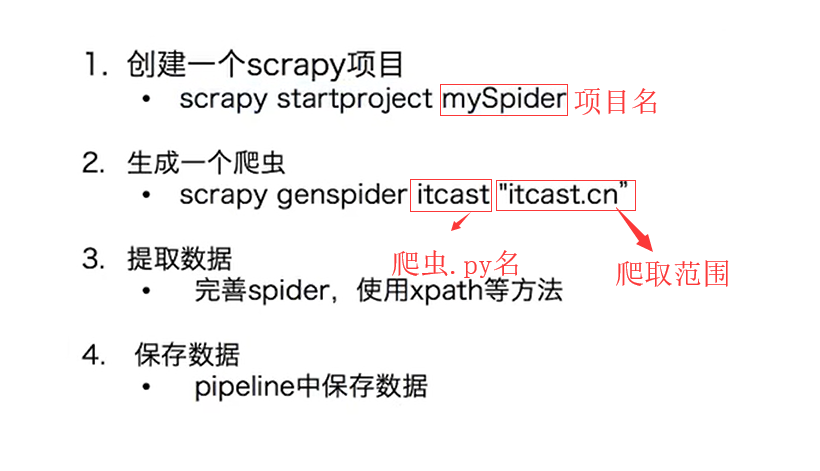 1. 创建一个scrapy项目
• scrapy startproject mySpider 项目名
2. 生成一个爬虫
• scrapy genspider itcast "itcast.cn”
爬虫.py名 爬取范围
3. 提取数据
• 完善spider，使用xpath等方法
4. 保存数据
• pipeline中保存数据